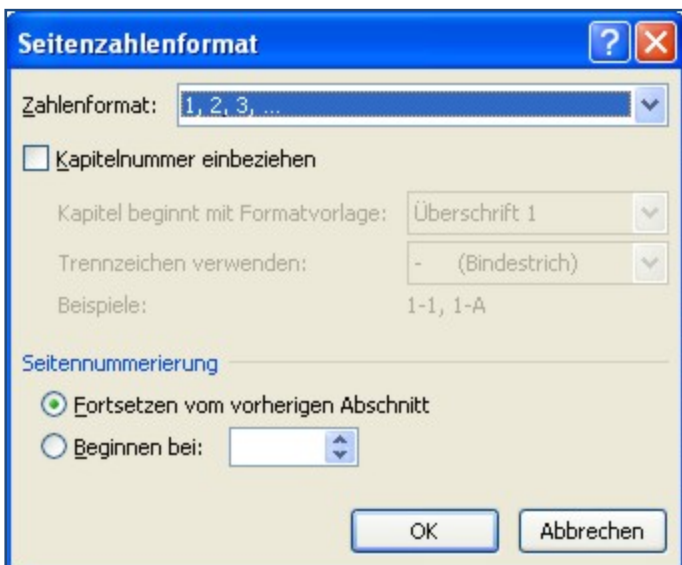 Seitenzahlenformat
Zahlenformat: 1, 2, 3, ...
Kapitelnummer einbeziehen
Kapitel beginnt mit Formatvorlage: Überschrift 1
Trennzeichen verwenden: - (Bindestrich)
Beispiele: 1-1, 1-A
Seitennummerierung
Fortsetzen vom vorherigen Abschnitt
Beginnen bei:
OK Abbrechen